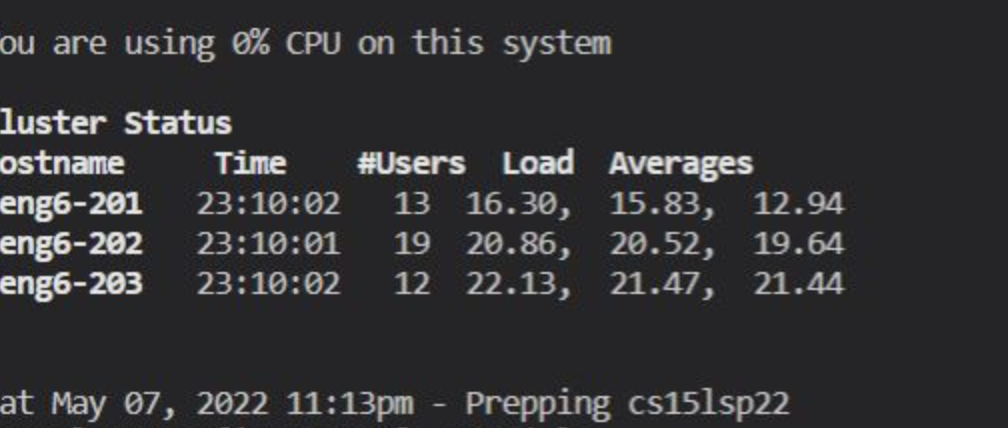 ou are using 0% CPU on this system
luster Status
ostname Time #Users Load Averages
eng6-201 23:10:02 13 16.30, 15.83, 12.94
eng6-202 23:10:01 19 20.86, 20.52, 19.64
eng6-203 23:10:02 12 22.13, 21.47, 21.44
at May 07, 2022 11:13pm - Prepping cs15lsp22